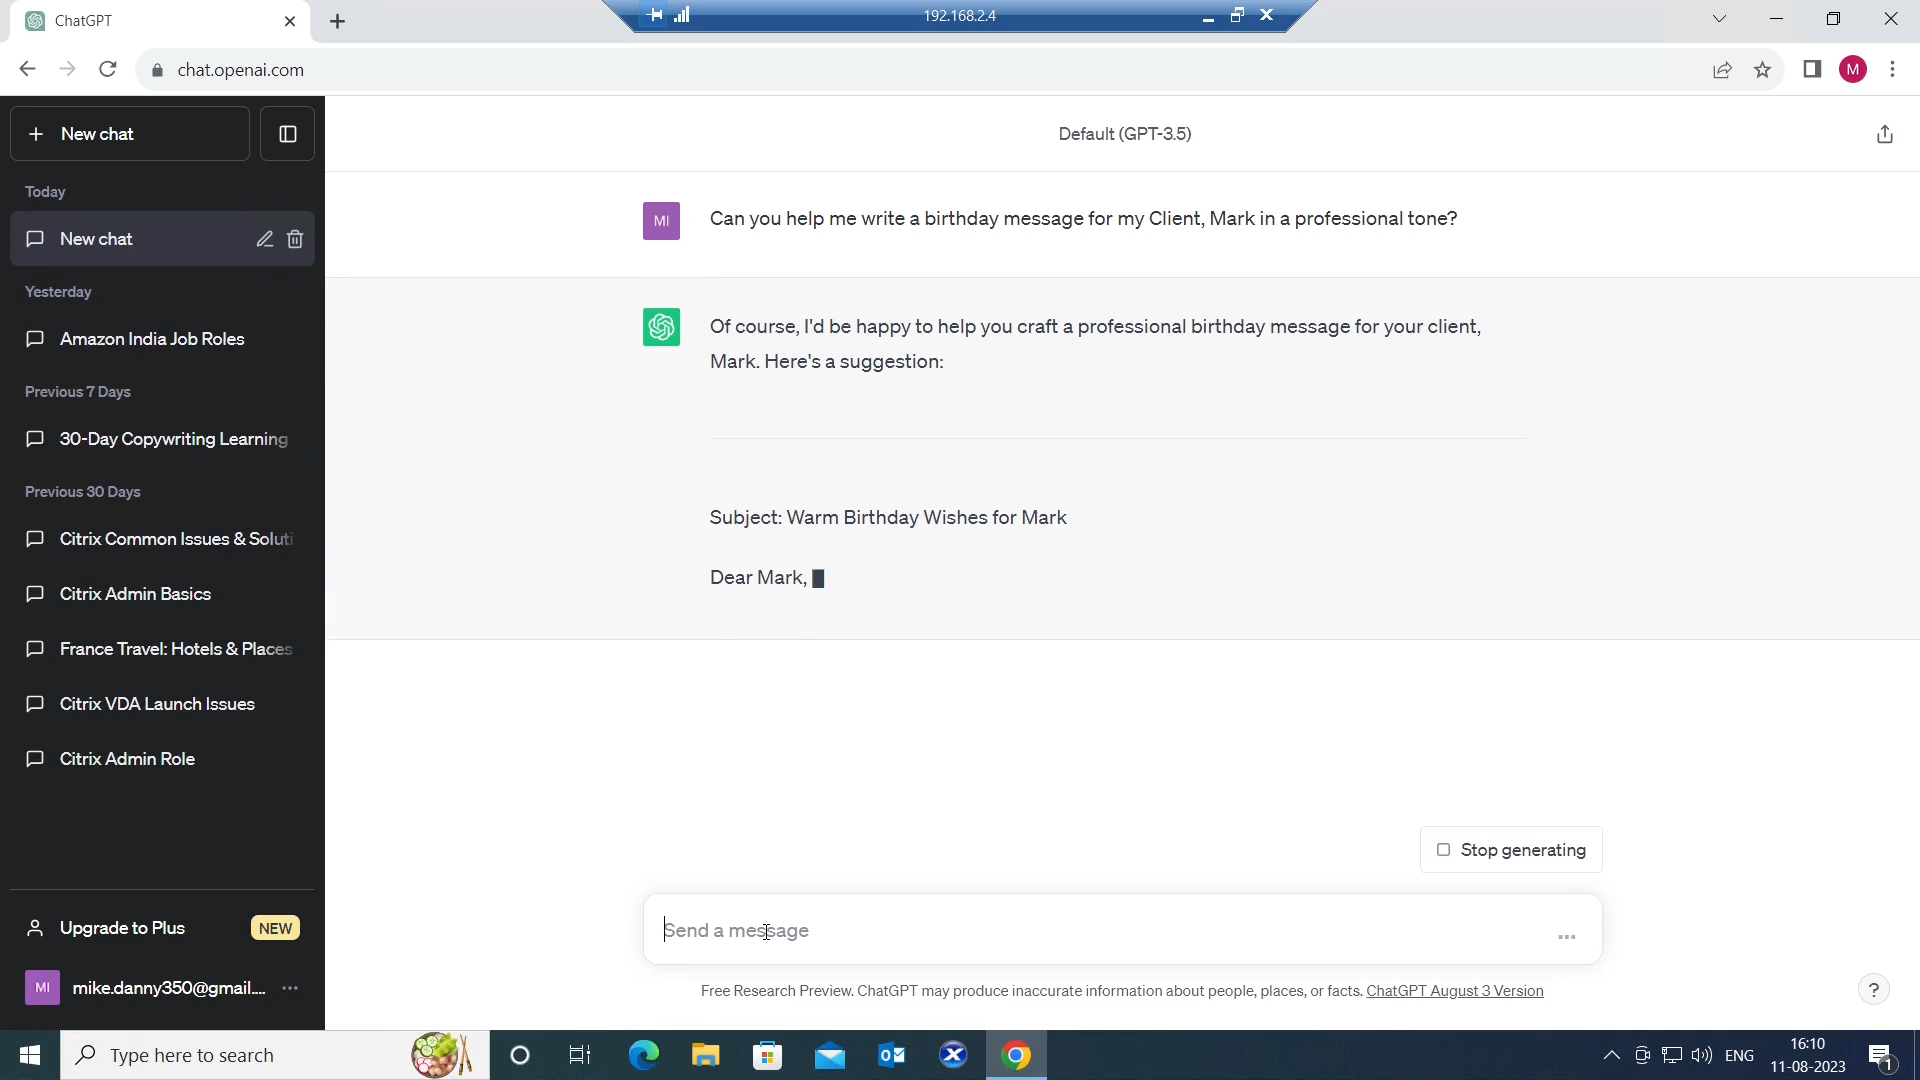 ChatGPT
192.168.2.4
chat.openai.com
M
New chat
Today
New chat
Yesterday
Amazon India Job Roles
Previous 7 Days
30-Day Copywriting Learning
Previous 30 Days
Citrix Common Issues & Soluti
Citrix Admin Basics
France Travel: Hotels & Places
Citrix VDA Launch Issues
Citrix Admin Role
Upgrade to Plus
NEW
MI
mike.danny350@gmail....
Default (GPT-3.5)
MI
Can you help me write a birthday message for my Client, Mark in a professional tone?
Of course, I'd be happy to help you craft a professional birthday message for your client,
Mark. Here's a suggestion:
Subject: Warm Birthday Wishes for Mark
Dear Mark,
Stop generating
Send a message
Free Research Preview. ChatGPT may produce inaccurate information about people, places, or facts. ChatGPT August 3 Version
?
Type here to search
ENG
16:10
11-08-2023
1